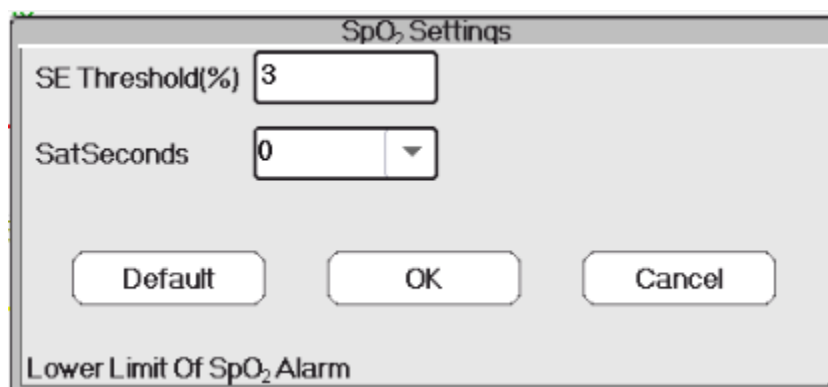 SpO₂ Settings
SE Threshold(%) 3
SatSeconds 0
Default OK Cancel
Lower Limit Of SpO₂ Alarm